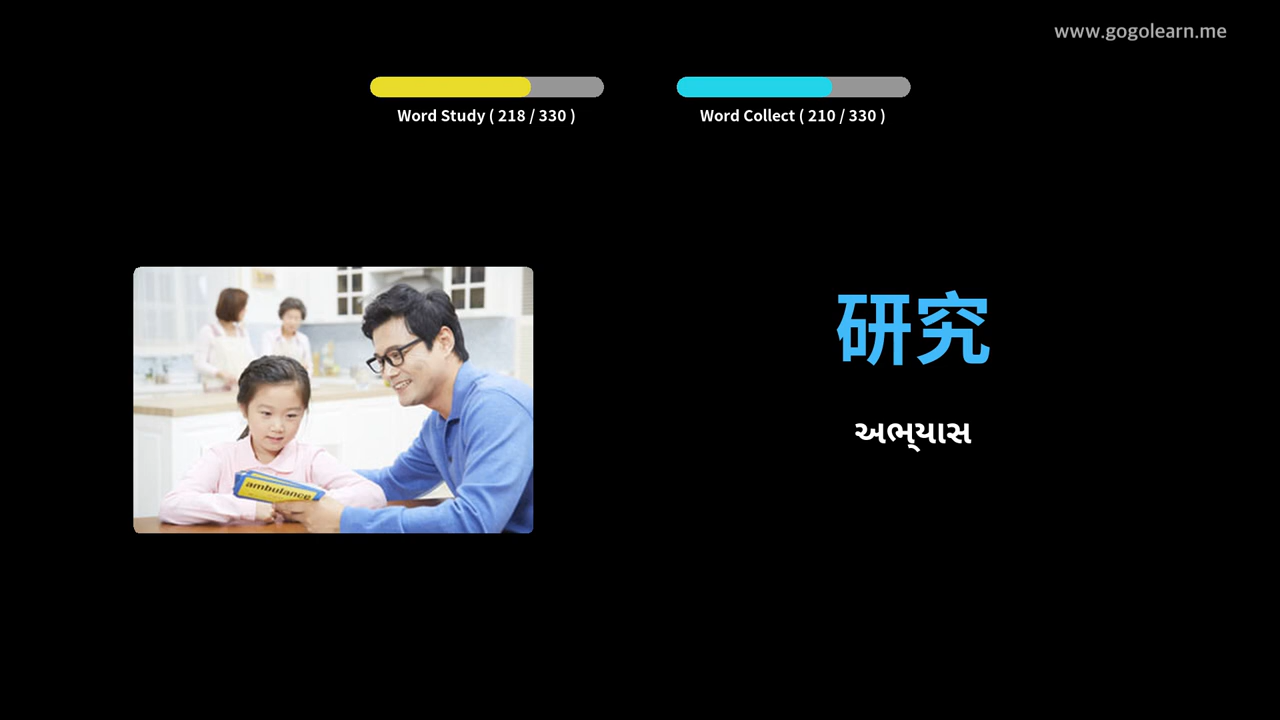 www.gogolearn.me
Word Study ( 218 / 330 )
Word Collect ( 210 / 330 )
研究
અભ્યાસ
ambulance